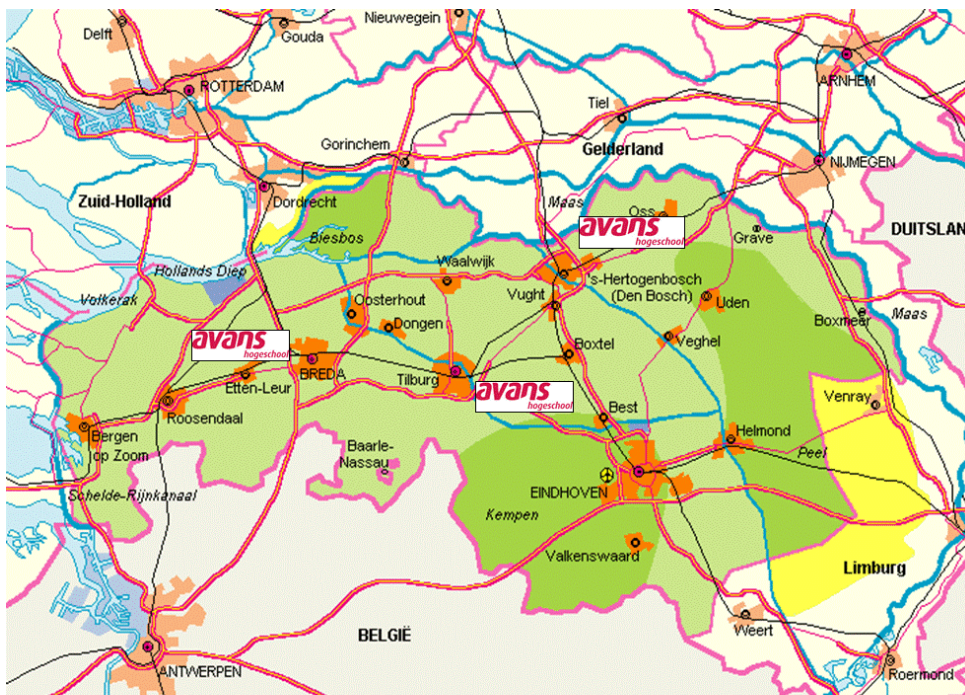 Delft
Gouda
Nieuwegein
ROTTERDAM
ARNHEM
Tiel
Gorinchem
Gelderland
NIJMEGEN
Zuid-Holland
Dordrecht
Maas
Oss
avans
hogeschool
Grave
DUITSLAN
Biesbos
Hollands Diep
Waalwijk
's-Hertogenbosch
(Den Bosch)
Volkerak
Oosterhout
Vught
Uden
Maas
Boxmeer
Dongen
avans
hogeschool
Boxtel
Veghel
BREDA
Etten-Leur
Tilburg
avans
hogeschool
Venray
Roosendaal
Best
Bergen
op Zoom
Helmond
Baarle-
Nassau
Peel
Schelde-Rijnkanaal
EINDHOVEN
Kempen
Valkenswaard
Limburg
BELGIË
Weert
ANTWERPEN
Roermond